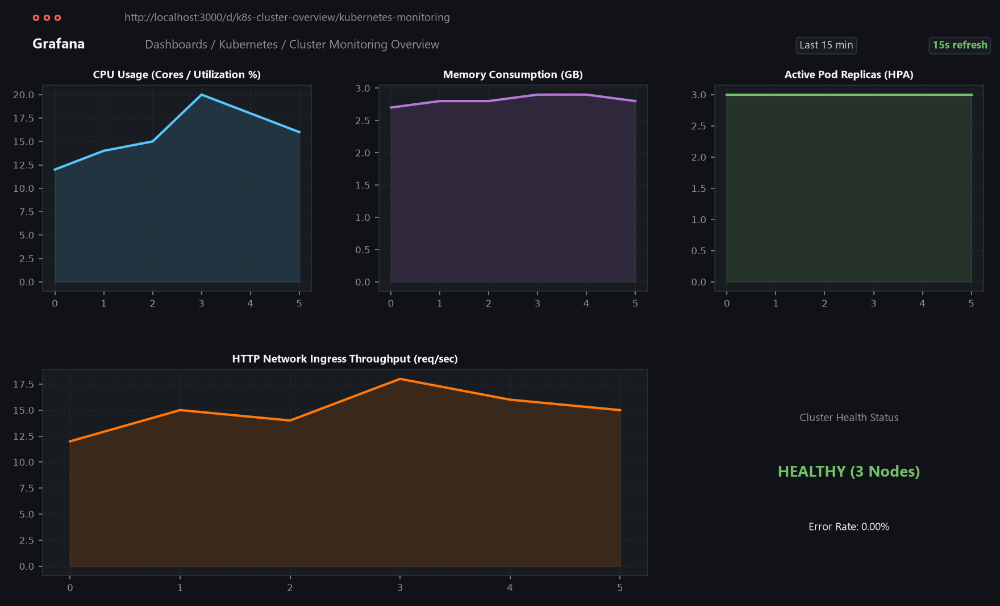 http://localhost:3000/d/k8s-cluster-overview/kubernetes-monitoring
Grafana
Dashboards / Kubernetes / Cluster Monitoring Overview
Last 15 min
15s refresh
CPU Usage (Cores / Utilization %)
20.0
17.5
15.0
12.5
10.0
7.5
5.0
2.5
0.0
0 1 2 3 4 5
Memory Consumption (GB)
3.0
2.5
2.0
1.5
1.0
0.5
0.0
0 1 2 3 4 5
Active Pod Replicas (HPA)
3.0
2.5
2.0
1.5
1.0
0.5
0.0
0 1 2 3 4 5
HTTP Network Ingress Throughput (req/sec)
17.5
15.0
12.5
10.0
7.5
5.0
2.5
0.0
0 1 2 3 4 5
Cluster Health Status
HEALTHY (3 Nodes)
Error Rate: 0.00%